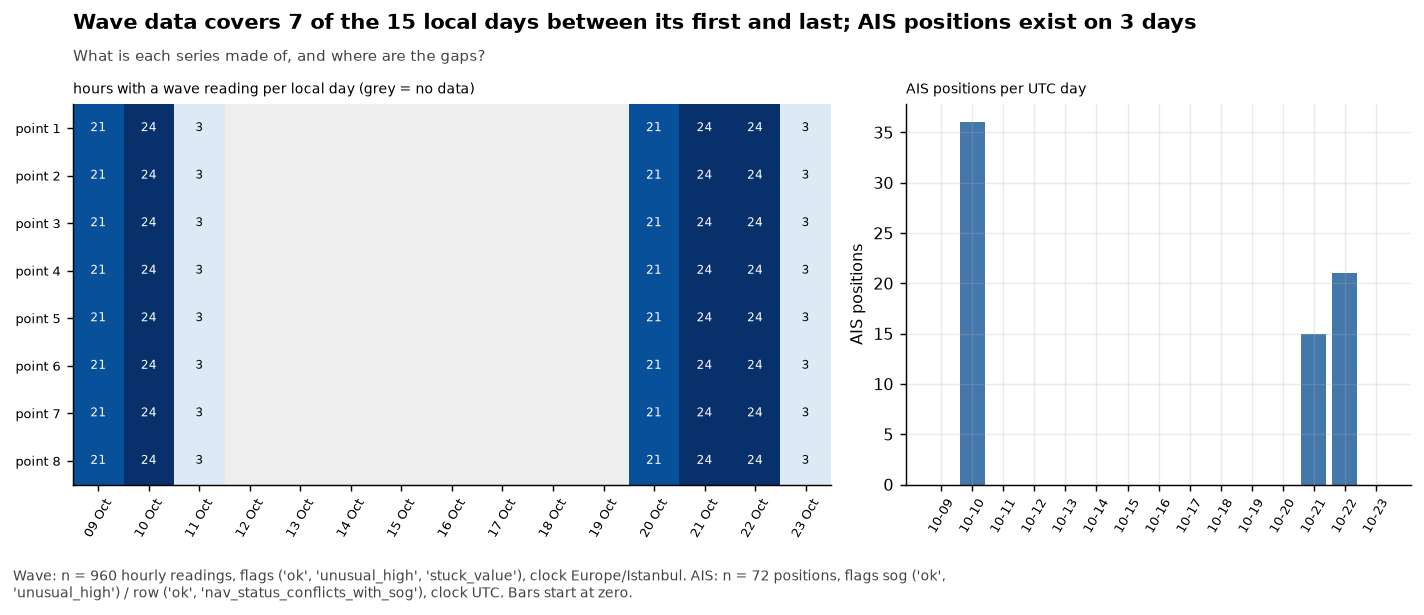 Wave data covers 7 of the 15 local days between its first and last; AIS positions exist on 3 days
What is each series made of, and where are the gaps?
hours with a wave reading per local day (grey = no data)
point 1 21 24 3 21 24 24 3
point 2 21 24 3 21 24 24 3
point 3 21 24 3 21 24 24 3
point 4 21 24 3 21 24 24 3
point 5 21 24 3 21 24 24 3
point 6 21 24 3 21 24 24 3
point 7 21 24 3 21 24 24 3
point 8 21 24 3 21 24 24 3
09 Oct 10 Oct 11 Oct 12 Oct 13 Oct 14 Oct 15 Oct 16 Oct 17 Oct 18 Oct 19 Oct 20 Oct 21 Oct 22 Oct 23 Oct
AIS positions per UTC day
AIS positions
35
30
25
20
15
10
5
0
10-09 10-10 10-11 10-12 10-13 10-14 10-15 10-16 10-17 10-18 10-19 10-20 10-21 10-22 10-23
Wave: n = 960 hourly readings, flags ('ok', 'unusual_high', 'stuck_value'), clock Europe/Istanbul. AIS: n = 72 positions, flags sog ('ok',
'unusual_high') / row ('ok', 'nav_status_conflicts_with_sog'), clock UTC. Bars start at zero.